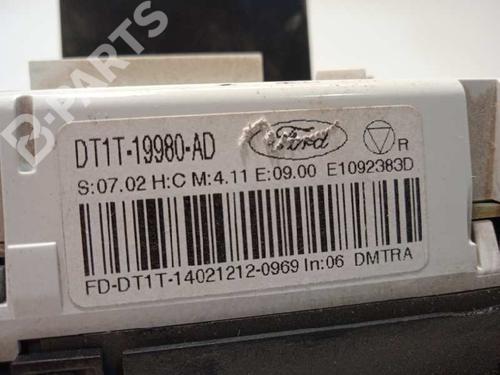 B-PARTS
DT1T-19980-AD Ford R
S:07.02 H:C M:4.11 E:09.00 E1092383D
FD-DT1T-14021212-0969 In:06 DMTRA